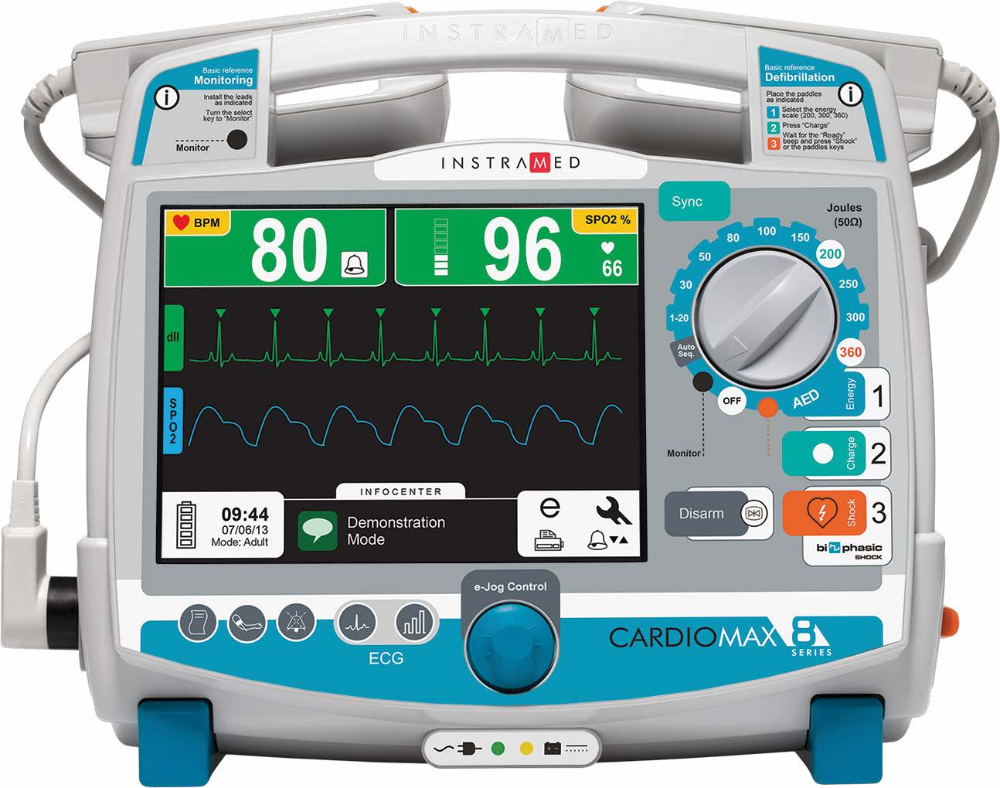 INSTRAMED
Basic reference
Monitoring
Install the leads
as indicated
Turn the select
key to "Monitor"
Monitor
Basic reference
Defibrillation
Place the paddles
as indicated
1 Select the energy
scale (200, 300, 360)
2 Press "Charge"
3 Wait for the "Ready"
beep and press "Shock"
or the paddles keys
INSTRAMED
BPM
80
SPO2 %
96
66
dII
SPO2
INFOCENTER
09:44
07/06/13
Mode: Adult
Demonstration
Mode
e
Sync
Joules
(50Ω)
1-20
30
50
80
100
150
200
250
300
360
Auto
Seq.
OFF
AED
Monitor
Energy 1
Charge 2
Disarm
Shock 3
biphasic
SHOCK
e-Jog Control
ECG
CARDIOMAX 8
SERIES